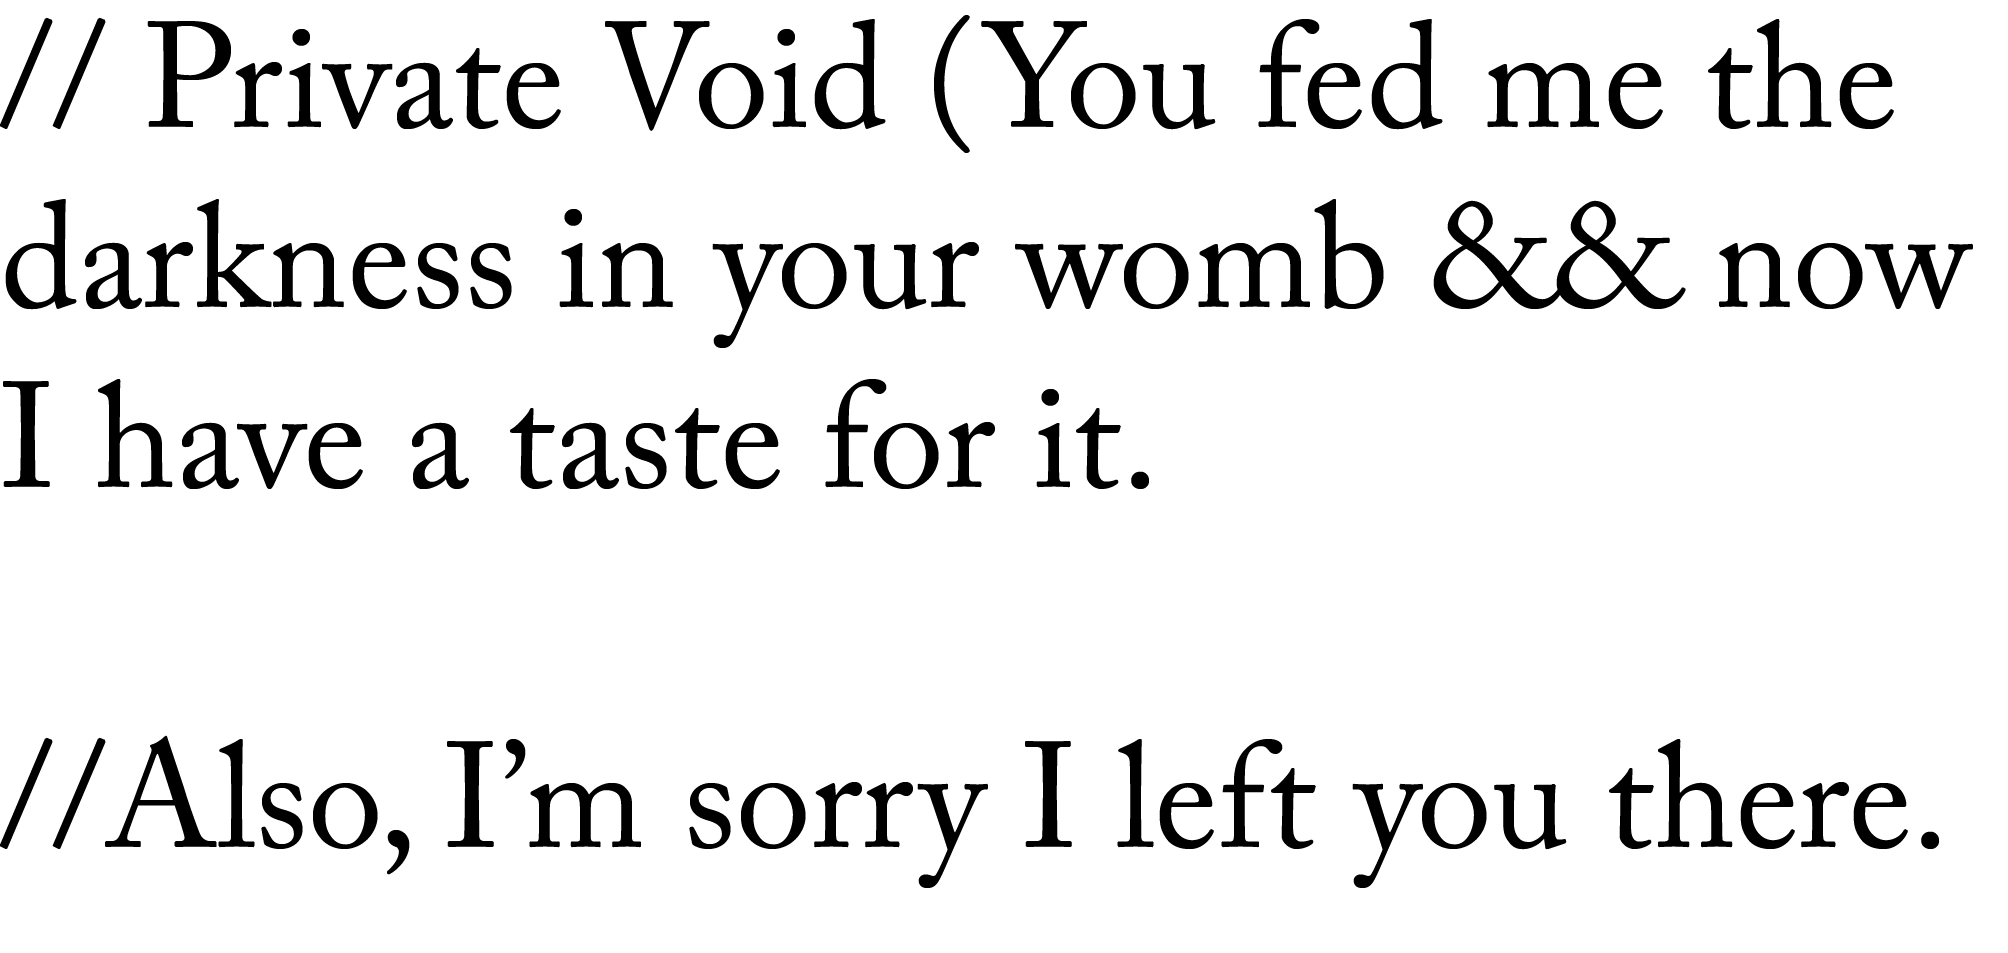 // Private Void (You fed me the
darkness in your womb && now
I have a taste for it.
//Also, I’m sorry I left you there.